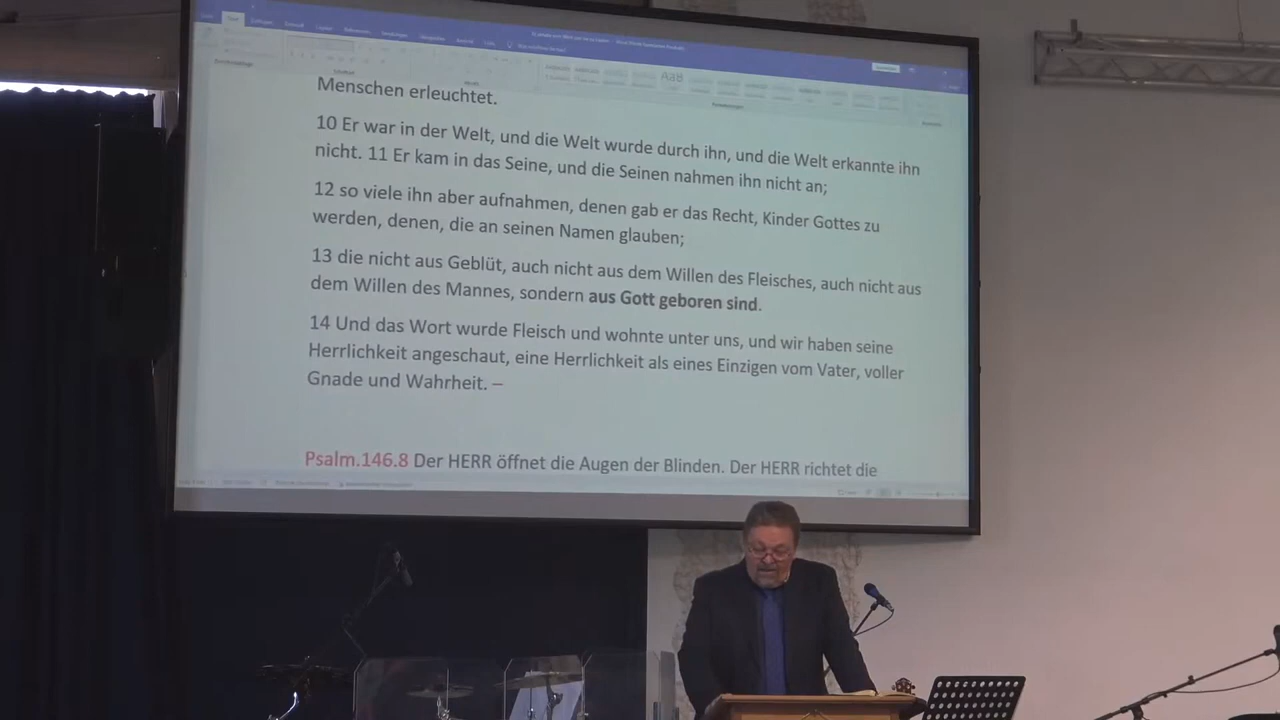 AaB
Menschen erleuchtet.
10 Er war in der Welt, und die Welt wurde durch ihn, und die Welt erkannte ihn
nicht. 11 Er kam in das Seine, und die Seinen nahmen ihn nicht an;
12 so viele ihn aber aufnahmen, denen gab er das Recht, Kinder Gottes zu
werden, denen, die an seinen Namen glauben;
13 die nicht aus Geblüt, auch nicht aus dem Willen des Fleisches, auch nicht aus
dem Willen des Mannes, sondern aus Gott geboren sind.
14 Und das Wort wurde Fleisch und wohnte unter uns, und wir haben seine
Herrlichkeit angeschaut, eine Herrlichkeit als eines Einzigen vom Vater, voller
Gnade und Wahrheit. –
Psalm.146.8 Der HERR öffnet die Augen der Blinden. Der HERR richtet die